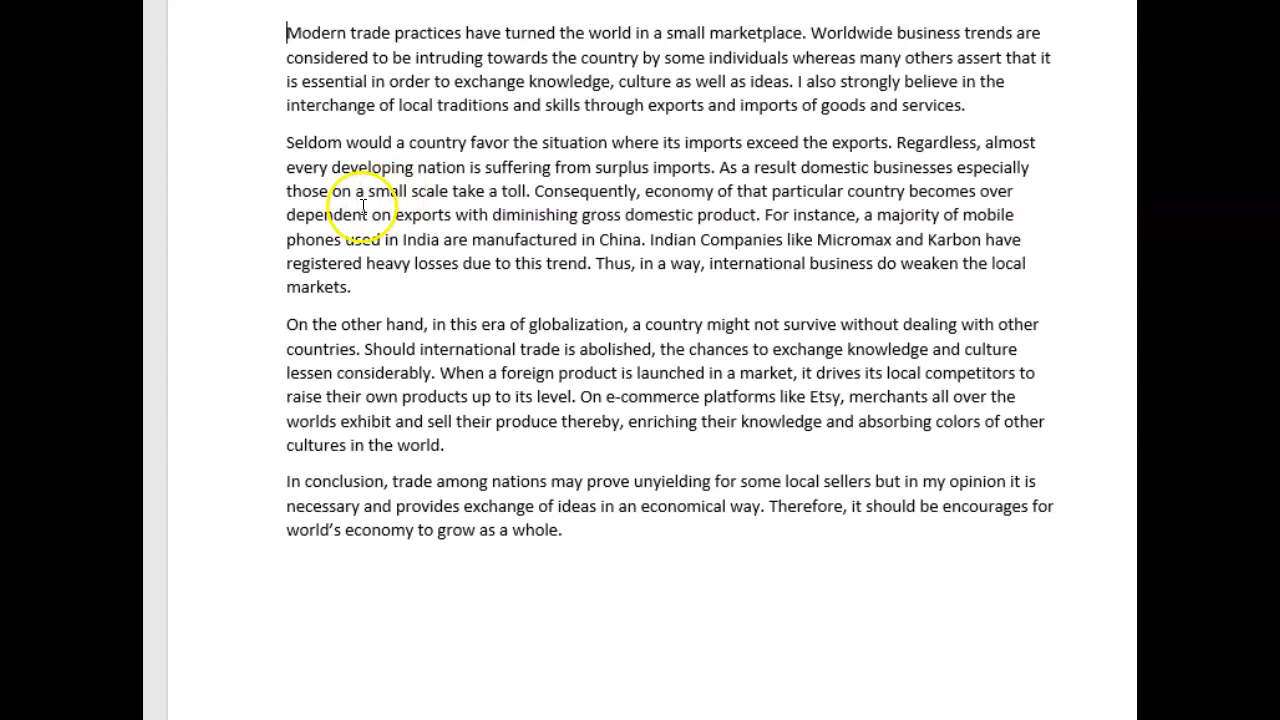 Modern trade practices have turned the world in a small marketplace. Worldwide business trends are
considered to be intruding towards the country by some individuals whereas many others assert that it
is essential in order to exchange knowledge, culture as well as ideas. I also strongly believe in the
interchange of local traditions and skills through exports and imports of goods and services.
Seldom would a country favor the situation where its imports exceed the exports. Regardless, almost
every developing nation is suffering from surplus imports. As a result domestic businesses especially
those on a small scale take a toll. Consequently, economy of that particular country becomes over
dependent on exports with diminishing gross domestic product. For instance, a majority of mobile
phones used in India are manufactured in China. Indian Companies like Micromax and Karbon have
registered heavy losses due to this trend. Thus, in a way, international business do weaken the local
markets.
On the other hand, in this era of globalization, a country might not survive without dealing with other
countries. Should international trade is abolished, the chances to exchange knowledge and culture
lessen considerably. When a foreign product is launched in a market, it drives its local competitors to
raise their own products up to its level. On e-commerce platforms like Etsy, merchants all over the
worlds exhibit and sell their produce thereby, enriching their knowledge and absorbing colors of other
cultures in the world.
In conclusion, trade among nations may prove unyielding for some local sellers but in my opinion it is
necessary and provides exchange of ideas in an economical way. Therefore, it should be encourages for
world’s economy to grow as a whole.